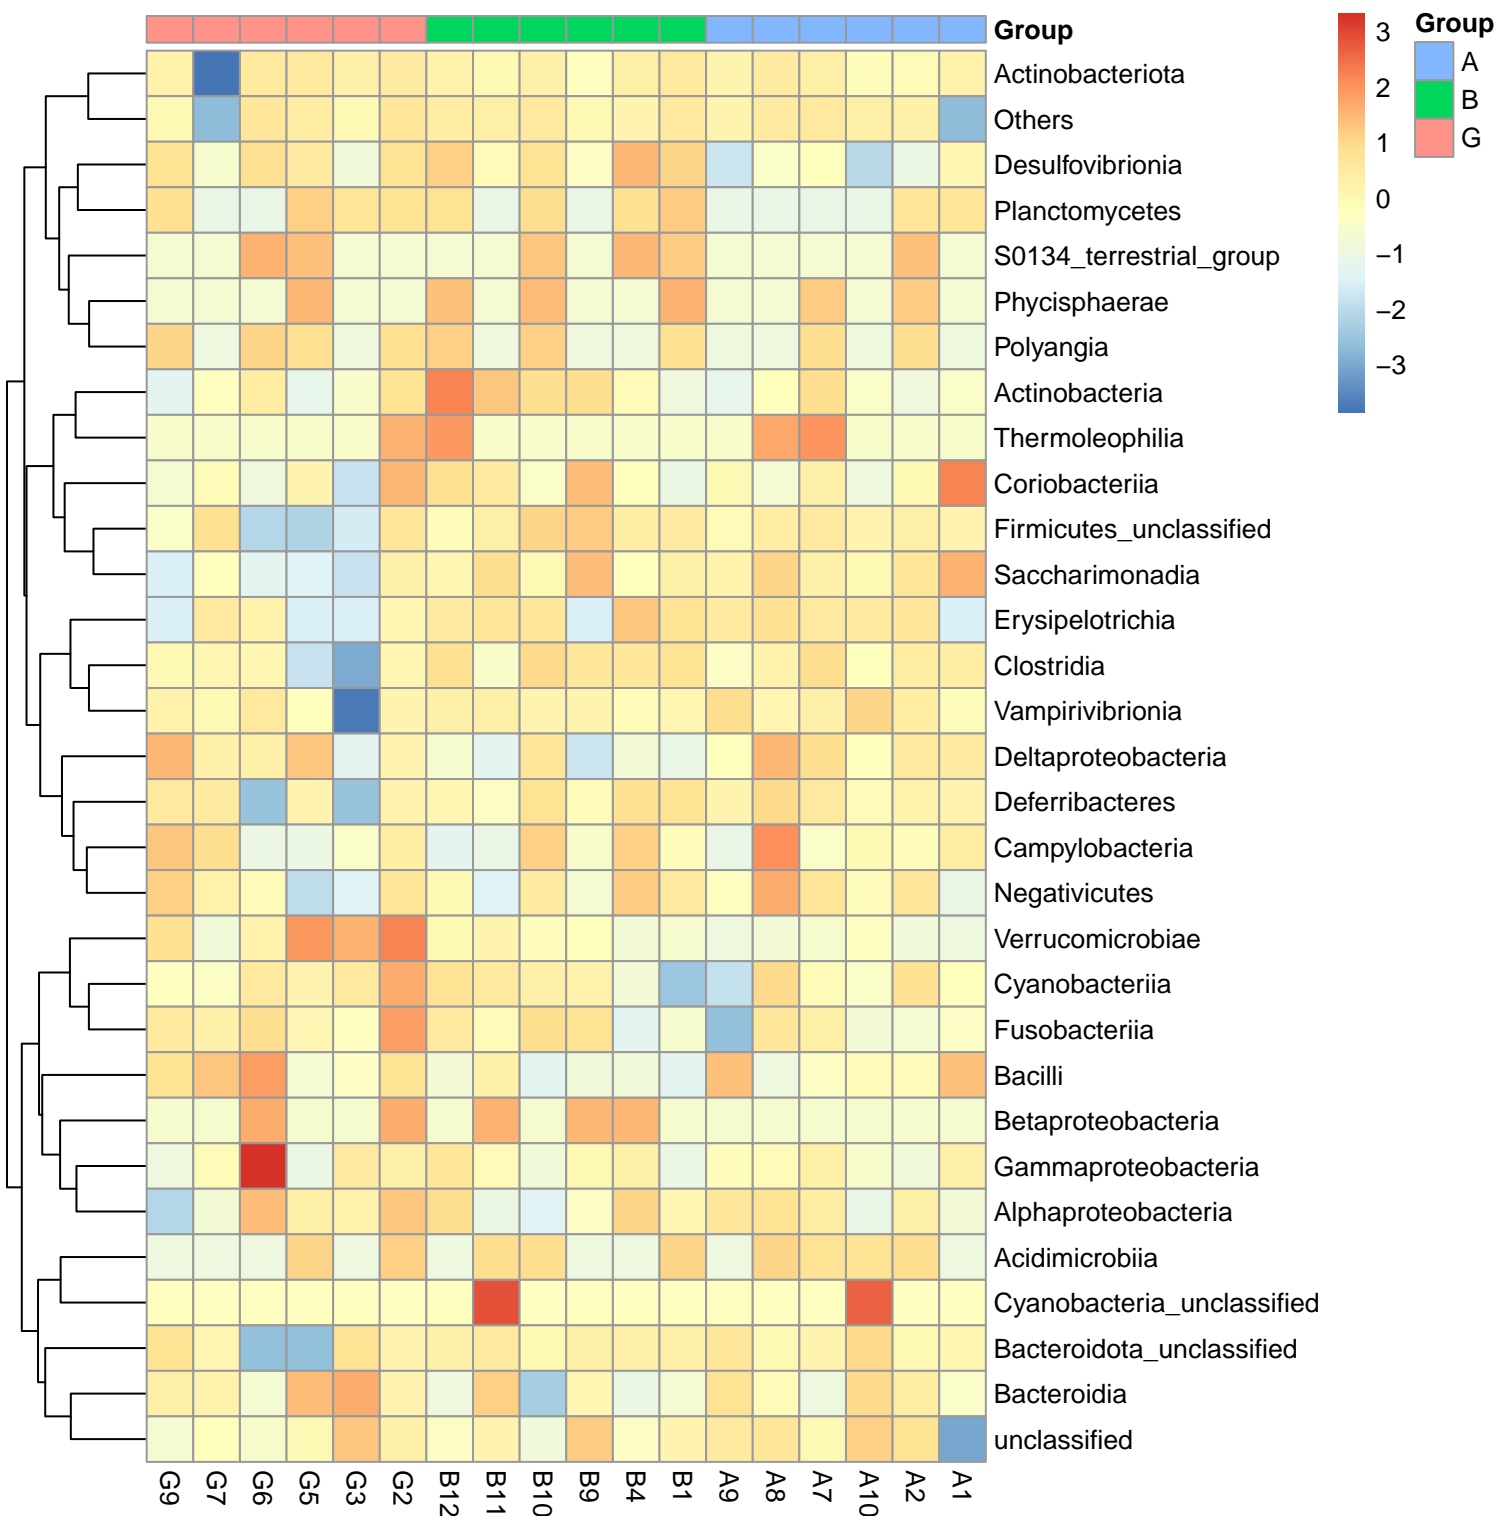 Group
Actinobacteriota
Others
Desulfovibrionia
Planctomycetes
S0134_terrestrial_group
Phycisphaerae
Polyangia
Actinobacteria
Thermoleophilia
Coriobacteriia
Firmicutes_unclassified
Saccharimonadia
Erysipelotrichia
Clostridia
Vampirivibrionia
Deltaproteobacteria
Deferribacteres
Campylobacteria
Negativicutes
Verrucomicrobiae
Cyanobacteriia
Fusobacteriia
Bacilli
Betaproteobacteria
Gammaproteobacteria
Alphaproteobacteria
Acidimicrobiia
Cyanobacteria_unclassified
Bacteroidota_unclassified
Bacteroidia
unclassified
G9
G7
G6
G5
G3
G2
B12
B11
B10
B9
B4
B1
A9
A8
A7
A10
A2
A1
3
2
1
0
−1
−2
−3
Group
A
B
G